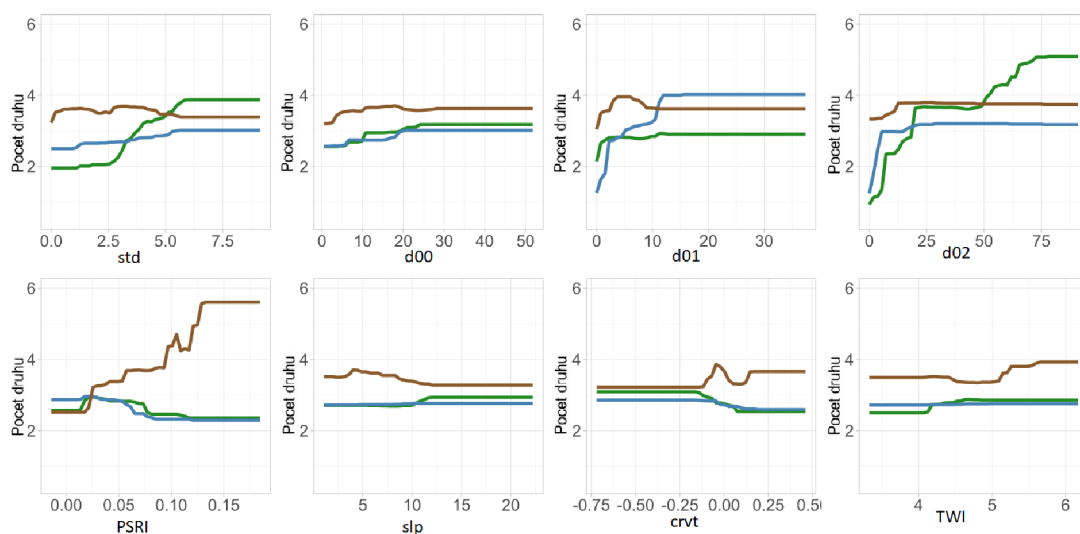 6
4
2
Pocet druhu
0.0 2.5 5.0 7.5
std
6
4
2
Pocet druhu
0 10 20 30 40 50
d00
6
4
2
Pocet druhu
0 10 20 30
d01
6
4
2
Pocet druhu
0 25 50 75
d02
6
4
2
Pocet druhu
0.00 0.05 0.10 0.15
PSRI
6
4
2
Pocet druhu
5 10 15 20
slp
6
4
2
Pocet druhu
-0.75 -0.50 -0.25 0.00 0.25 0.50
crvt
6
4
2
Pocet druhu
4 5 6
TWI